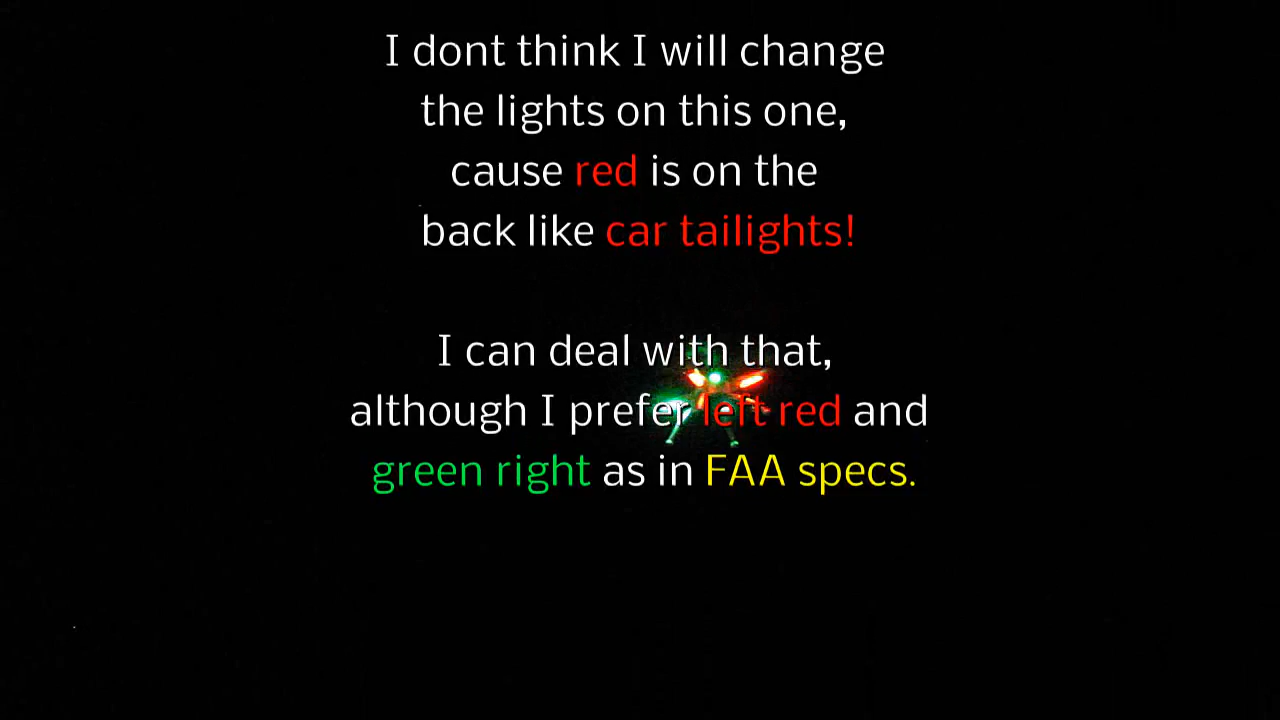 I dont think I will change
the lights on this one,
cause red is on the
back like car tailights!
I can deal with that,
although I prefer left red and
green right as in FAA specs.